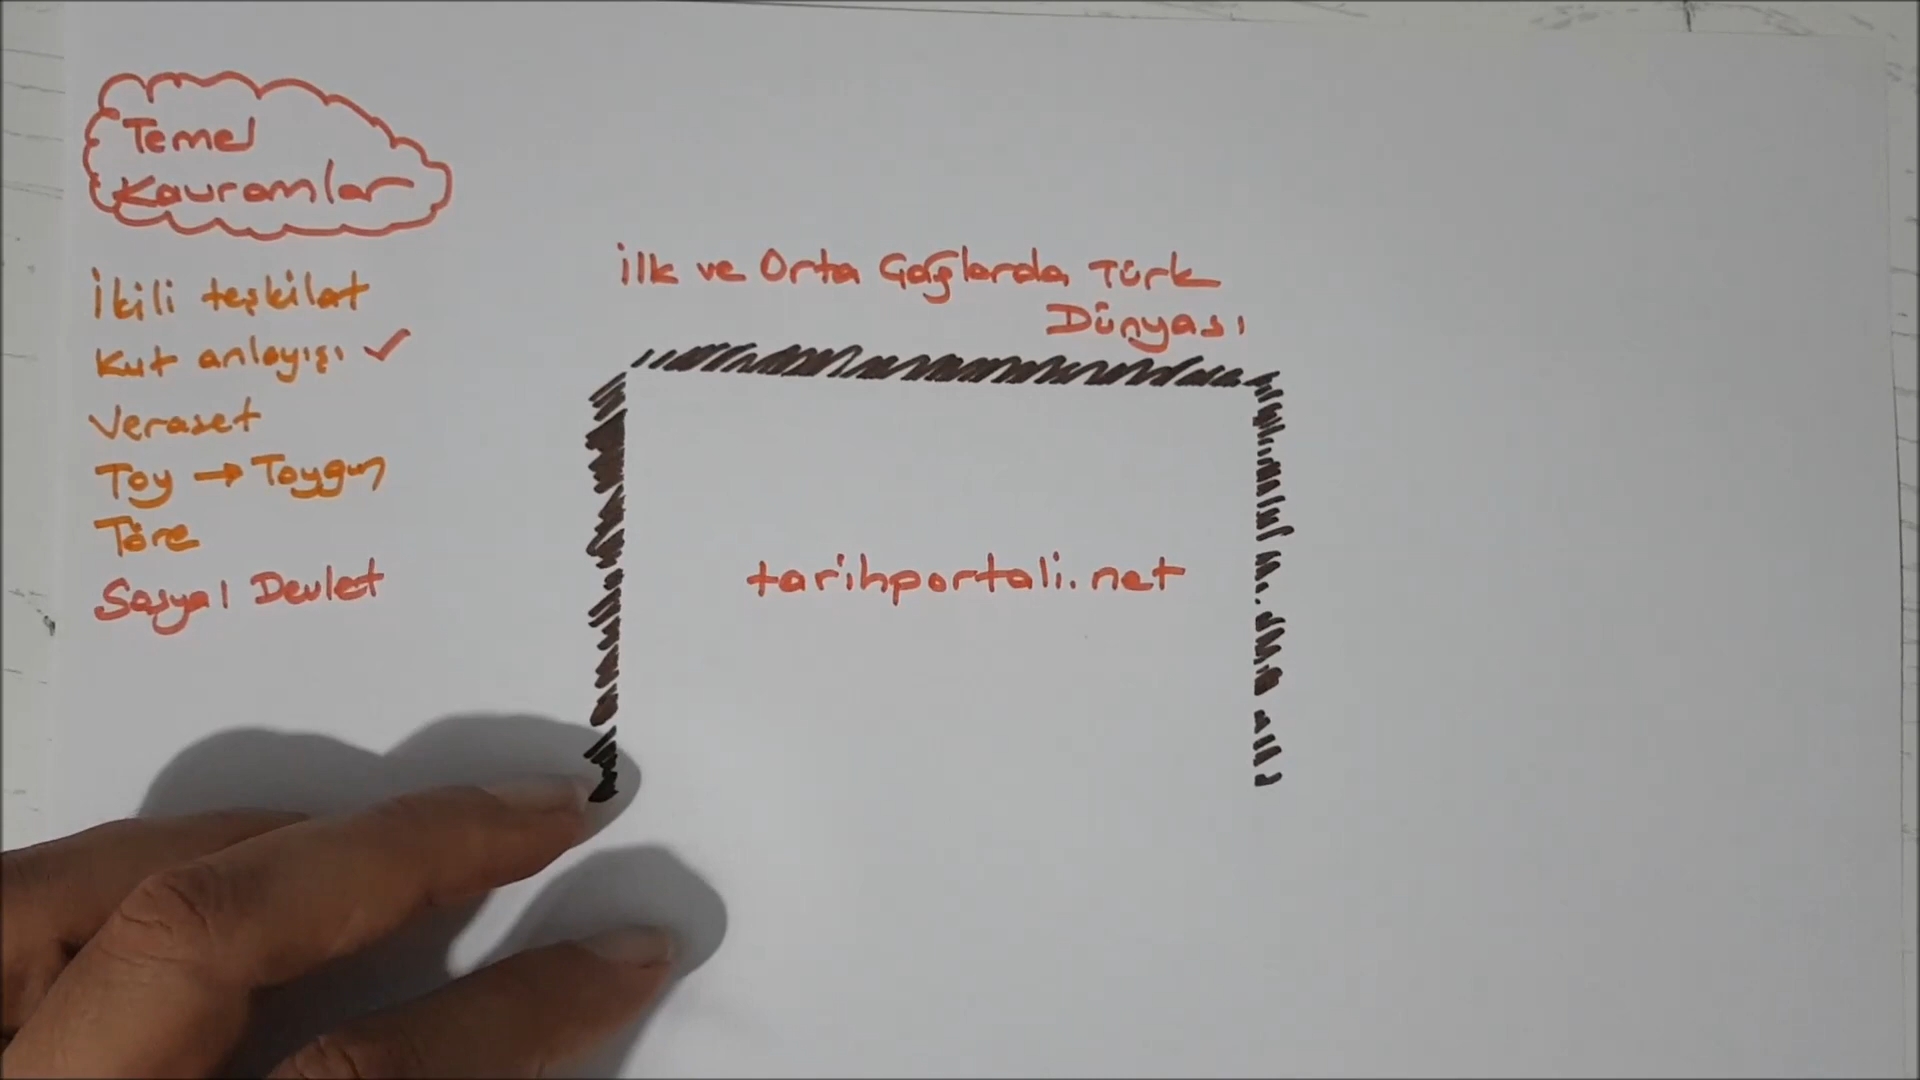 Temel
Kavramlar
İkili teşkilat
Kut anlayışı ✓
Veraset
Toy → Toygun
Töre
Sosyal Devlet
İlk ve Orta Çağlarda Türk
Dünyası
tarihportali.net